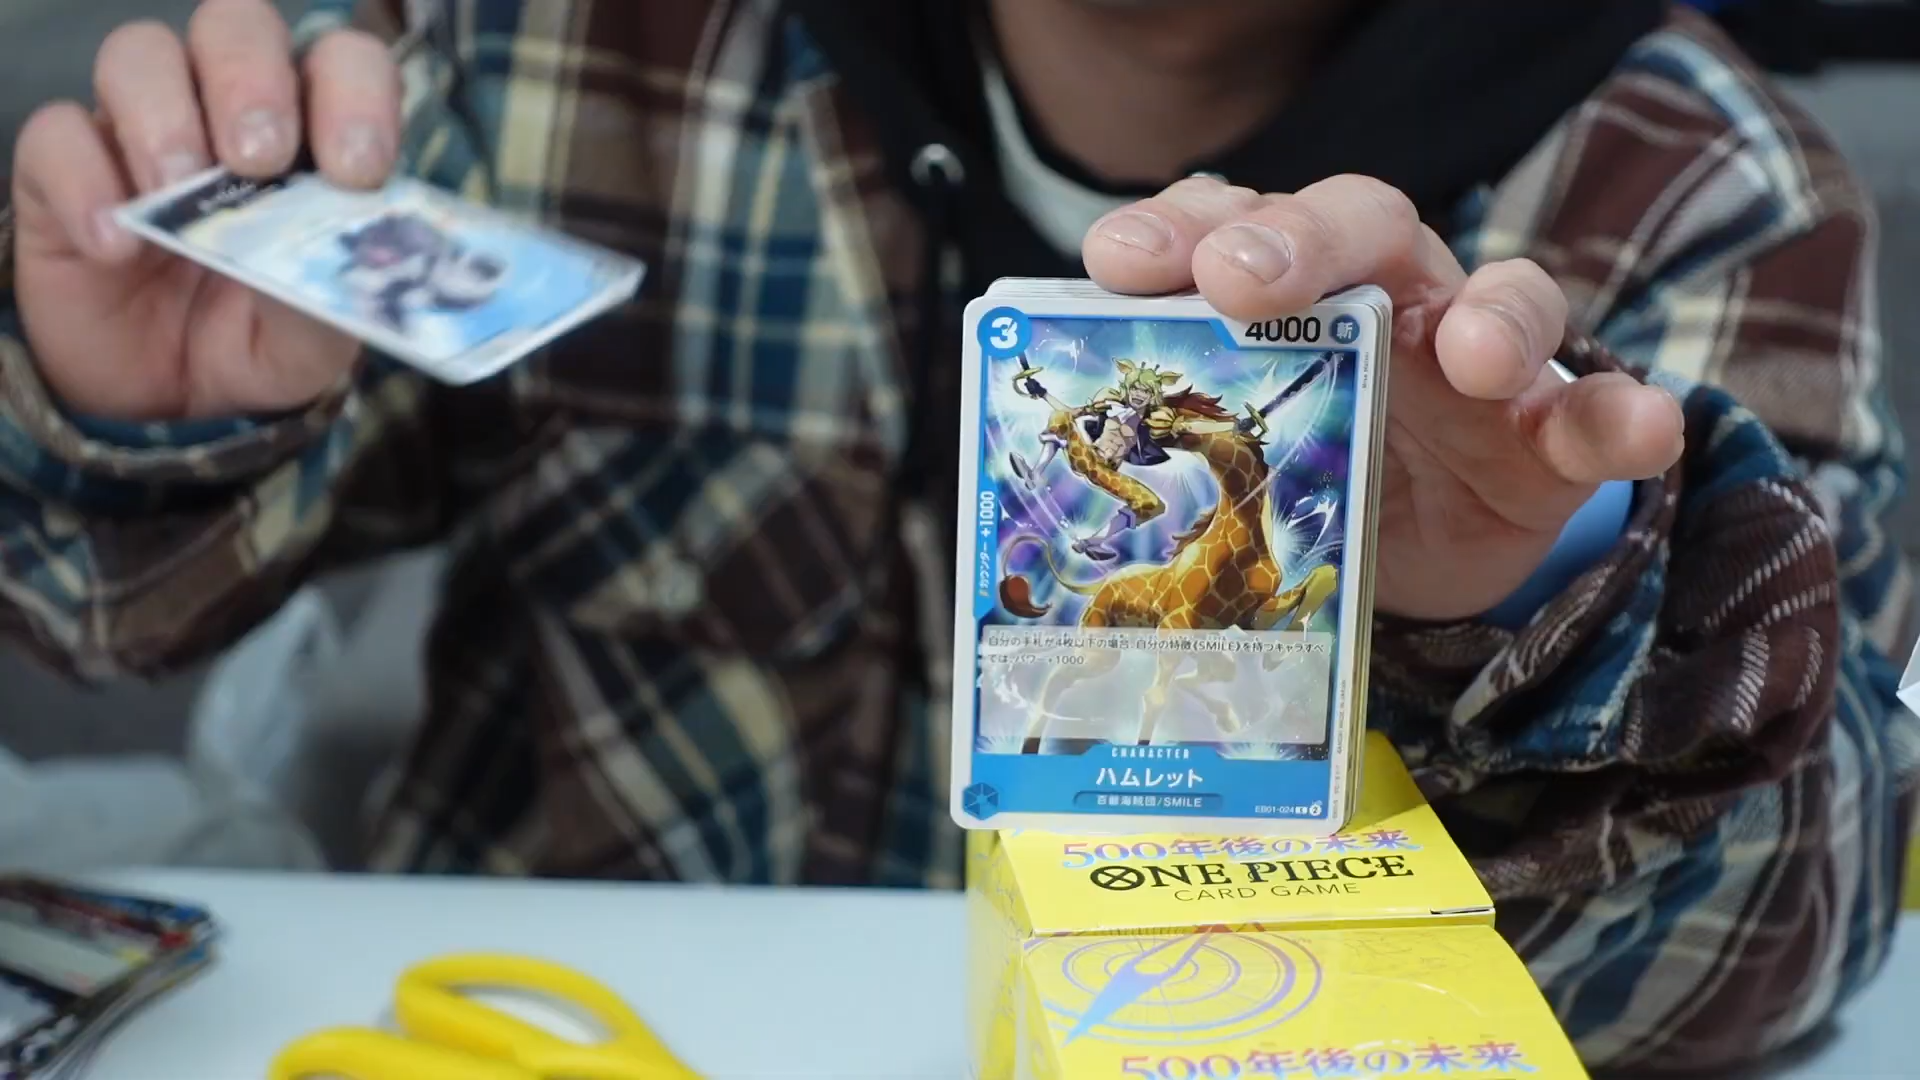 3
4000 斬
カウンター +1000
自分の手札が4枚以下の場合、自分の特徴《SMILE》を持つキャラすべ
ては、パワー+1000
CHARACTER
ハムレット
百獣海賊団/SMILE
EB01-024
500年後の未来
ONE PIECE
CARD GAME
500年後の未来